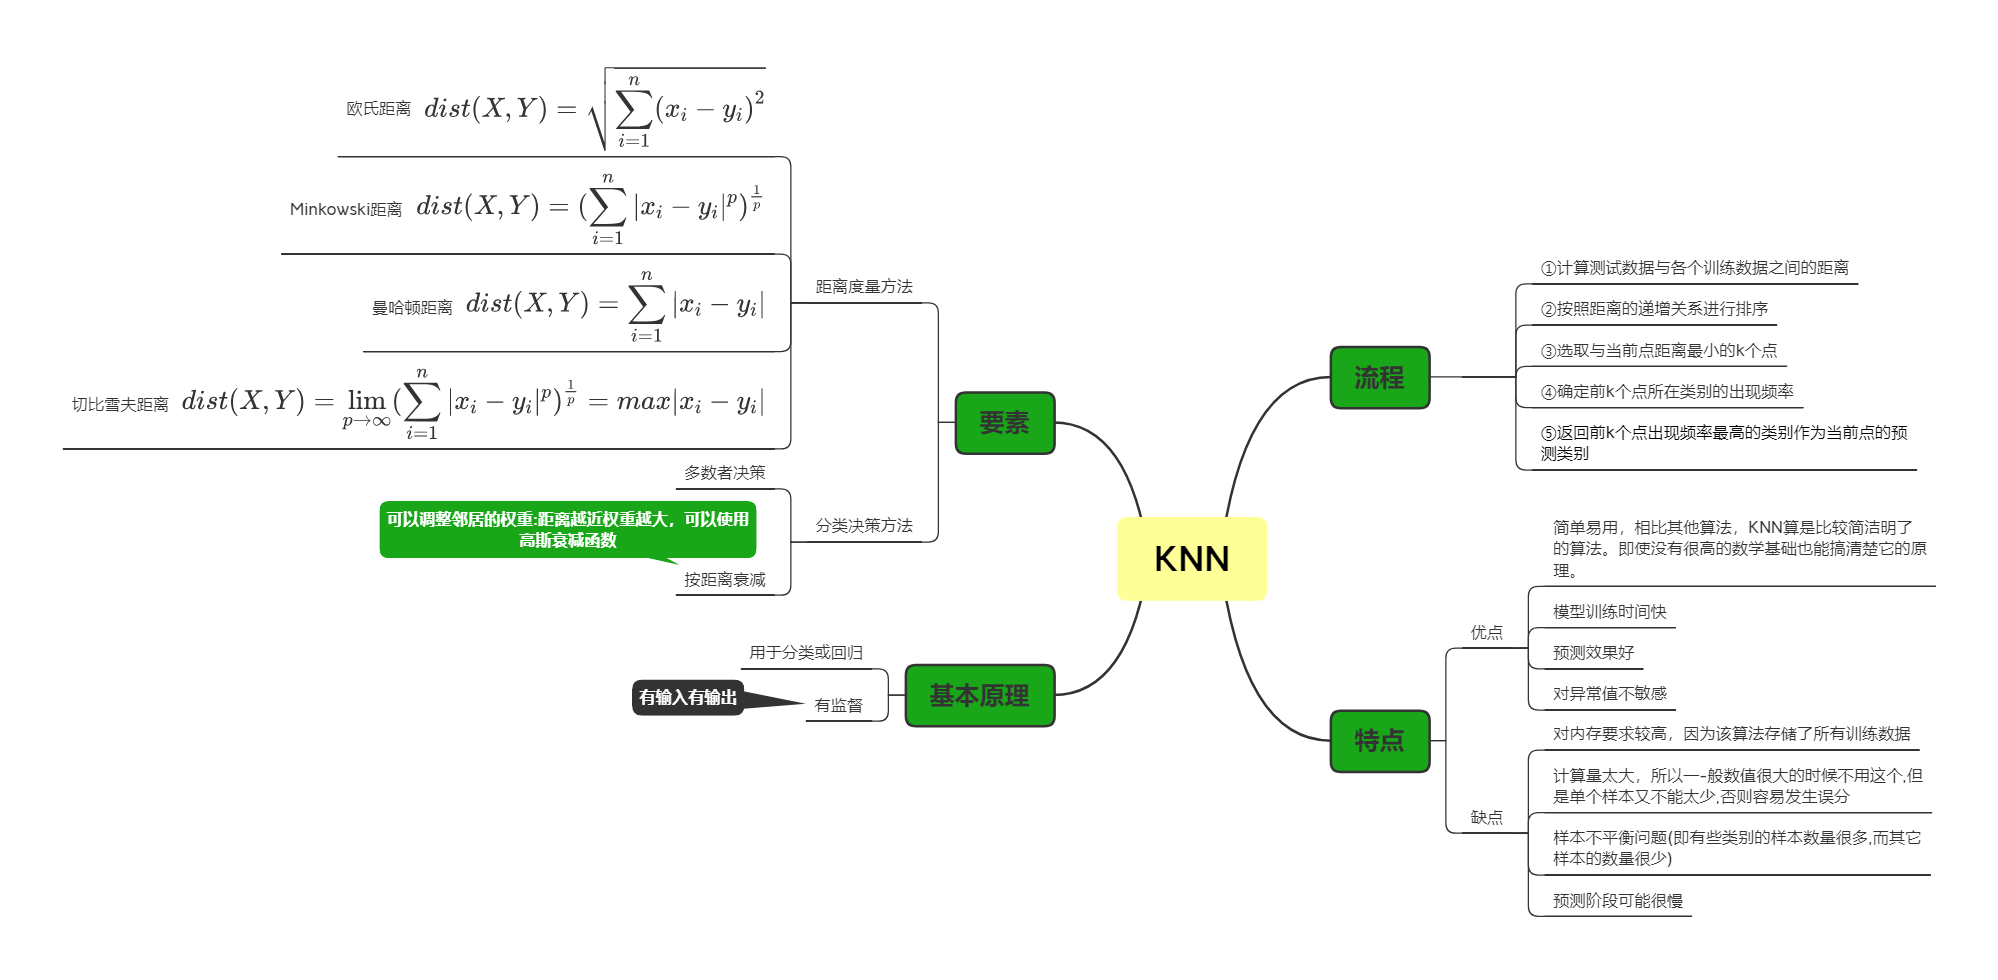 KNN
要素
距离度量方法
欧氏距离 dist(X, Y) = √∑_{i=1}^{n}(x_i − y_i)^2
Minkowski距离 dist(X, Y) = (∑_{i=1}^{n}|x_i − y_i|^p)^{1/p}
曼哈顿距离 dist(X, Y) = ∑_{i=1}^{n}|x_i − y_i|
切比雪夫距离 dist(X, Y) = lim_{p→∞}(∑_{i=1}^{n}|x_i − y_i|^p)^{1/p} = max|x_i − y_i|
分类决策方法
多数者决策
可以调整邻居的权重:距离越近权重越大，可以使用
高斯衰减函数
按距离衰减
基本原理
用于分类或回归
有输入有输出
有监督
流程
①计算测试数据与各个训练数据之间的距离
②按照距离的递增关系进行排序
③选取与当前点距离最小的k个点
④确定前k个点所在类别的出现频率
⑤返回前k个点出现频率最高的类别作为当前点的预
测类别
特点
优点
简单易用，相比其他算法，KNN算是比较简洁明了
的算法。即使没有很高的数学基础也能搞清楚它的原
理。
模型训练时间快
预测效果好
对异常值不敏感
缺点
对内存要求较高，因为该算法存储了所有训练数据
计算量太大，所以一-般数值很大的时候不用这个,但
是单个样本又不能太少,否则容易发生误分
样本不平衡问题(即有些类别的样本数量很多,而其它
样本的数量很少)
预测阶段可能很慢